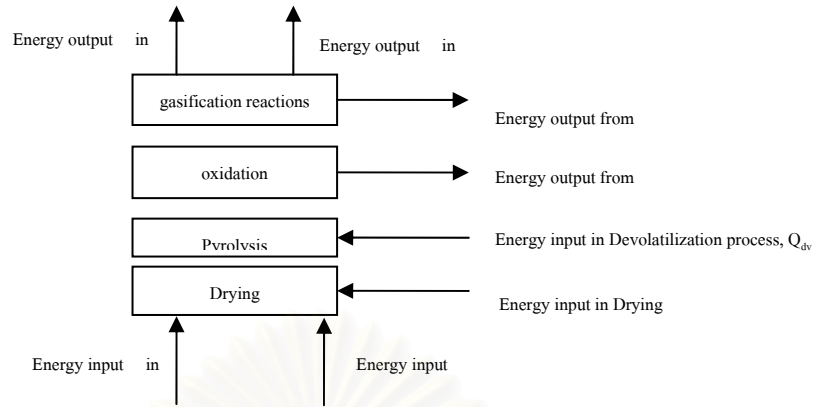 Energy output in
Energy output in
gasification reactions
Energy output from
oxidation
Energy output from
Pyrolysis
Energy input in Devolatilization process, Qdv
Drying
Energy input in Drying
Energy input in
Energy input